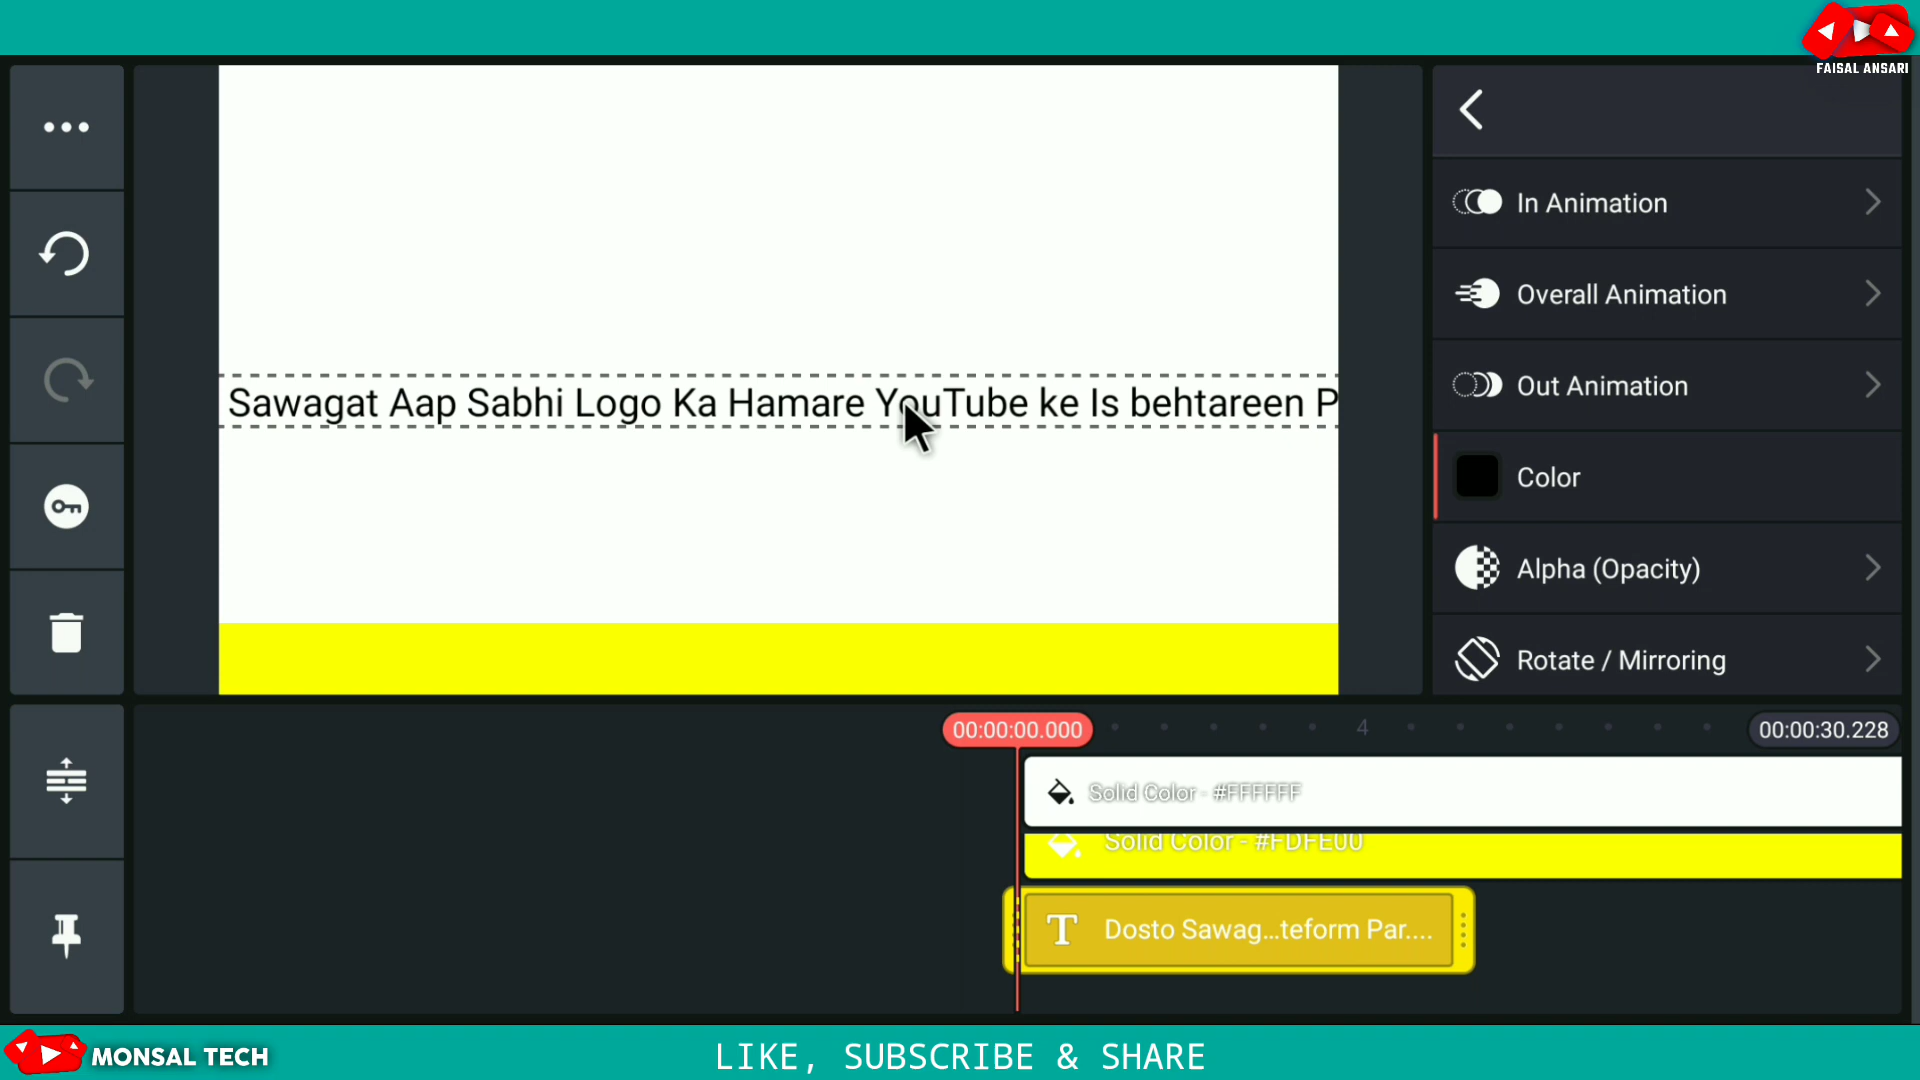 FAISAL ANSARI
In Animation
Overall Animation
Out Animation
Color
Alpha (Opacity)
Rotate / Mirroring
Sawagat Aap Sabhi Logo Ka Hamare YouTube ke Is behtareen P
00:00:00.000
4
00:00:30.228
Solid Color - #FFFFFF
Solid Color - #FDFE00
T Dosto Sawag...teform Par....
MONSAL TECH
LIKE, SUBSCRIBE & SHARE